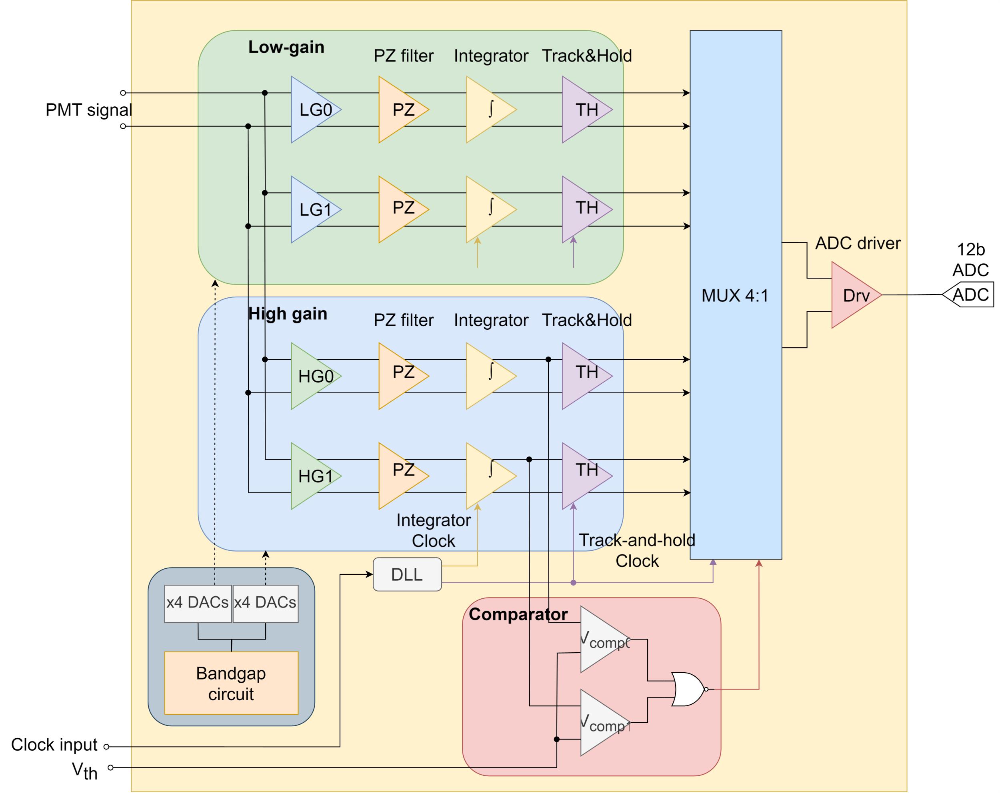 Low-gain
PZ filter
Integrator
Track&Hold
PMT signal
LG0
PZ
∫
TH
LG1
PZ
∫
TH
ADC driver
12b
ADC
MUX 4:1
Drv
ADC
High gain
PZ filter
Integrator
Track&Hold
HG0
PZ
∫
TH
HG1
PZ
∫
TH
Integrator
Clock
Track-and-hold
Clock
DLL
x4 DACs
x4 DACs
Comparator
Vcomp0
Bandgap
circuit
Vcomp1
Clock input
Vth